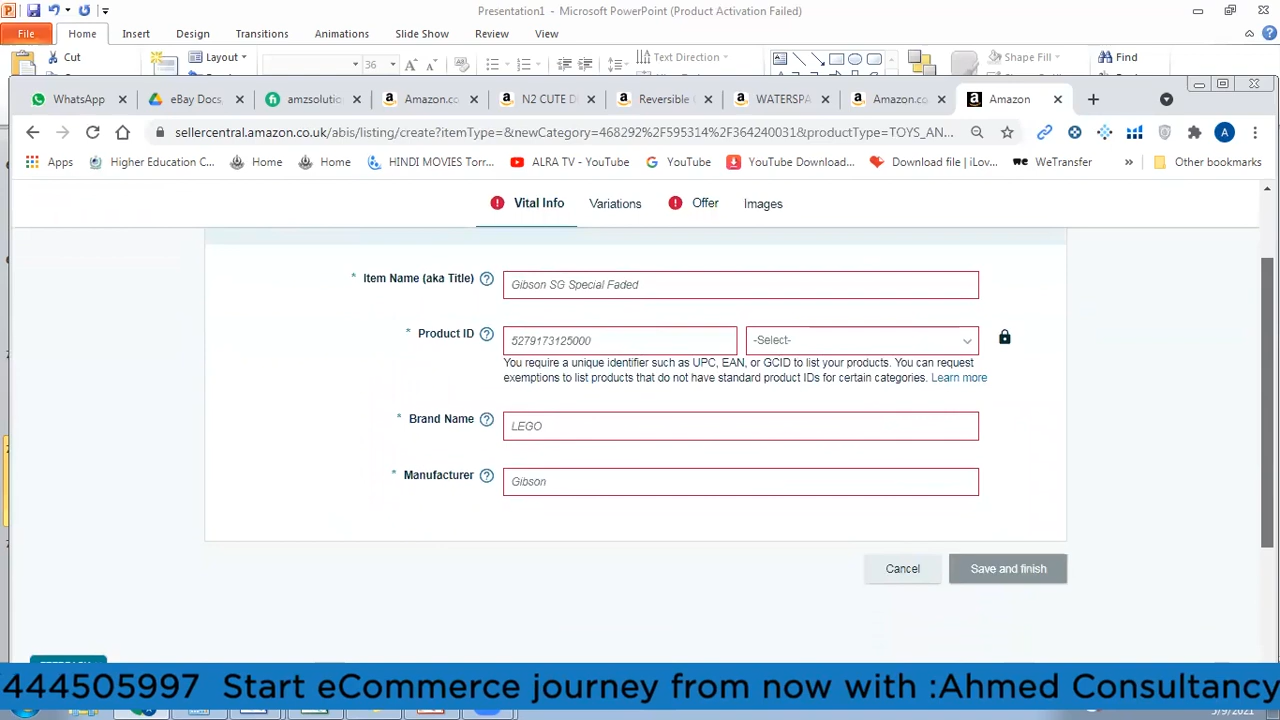 Presentation1 - Microsoft PowerPoint (Product Activation Failed)
File Home Insert Design Transitions Animations Slide Show Review View
Cut Layout 36 Text Direction Shape Fill Find
WhatsApp eBay Docs amzsolutio Amazon.co N2 CUTE D Reversible WATERSPA Amazon.co Amazon
sellercentral.amazon.co.uk/abis/listing/create?itemType=&newCategory=468292%2F595314%2F364240031&productType=TOYS_AN...
Apps Higher Education C... Home Home HINDI MOVIES Torr... ALRA TV - YouTube YouTube YouTube Download... Download file | iLov... WeTransfer » Other bookmarks
Vital Info Variations Offer Images
* Item Name (aka Title) Gibson SG Special Faded
* Product ID 5279173125000 -Select-
You require a unique identifier such as UPC, EAN, or GCID to list your products. You can request
exemptions to list products that do not have standard product IDs for certain categories. Learn more
* Brand Name LEGO
* Manufacturer Gibson
Cancel Save and finish
444505997 Start eCommerce journey from now with :Ahmed Consultancy